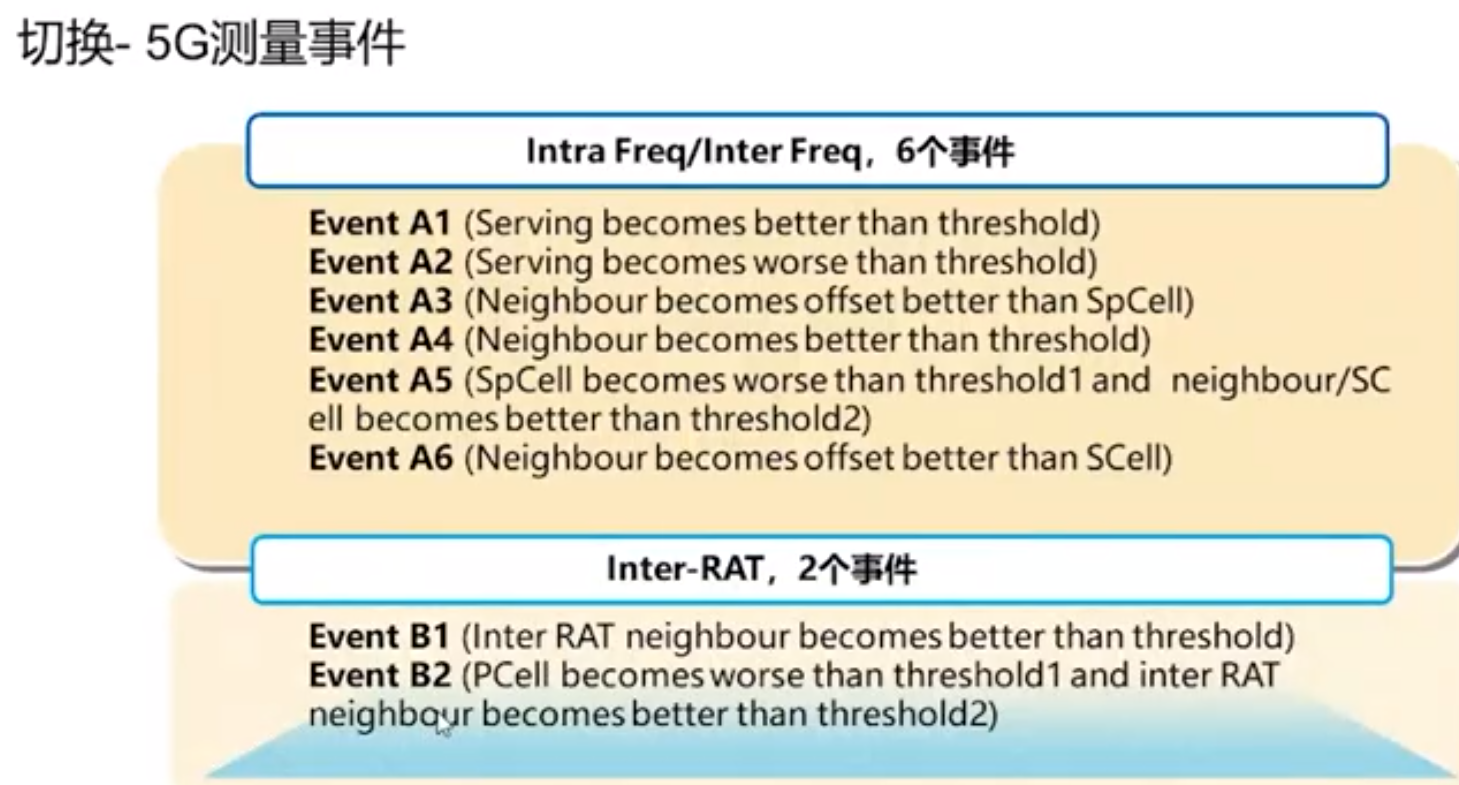 切换- 5G测量事件
Intra Freq/Inter Freq，6个事件
Event A1 (Serving becomes better than threshold)
Event A2 (Serving becomes worse than threshold)
Event A3 (Neighbour becomes offset better than SpCell)
Event A4 (Neighbour becomes better than threshold)
Event A5 (SpCell becomes worse than threshold1 and neighbour/SC
ell becomes better than threshold2)
Event A6 (Neighbour becomes offset better than SCell)
Inter-RAT，2个事件
Event B1 (Inter RAT neighbour becomes better than threshold)
Event B2 (PCell becomes worse than threshold1 and inter RAT
neighbour becomes better than threshold2)